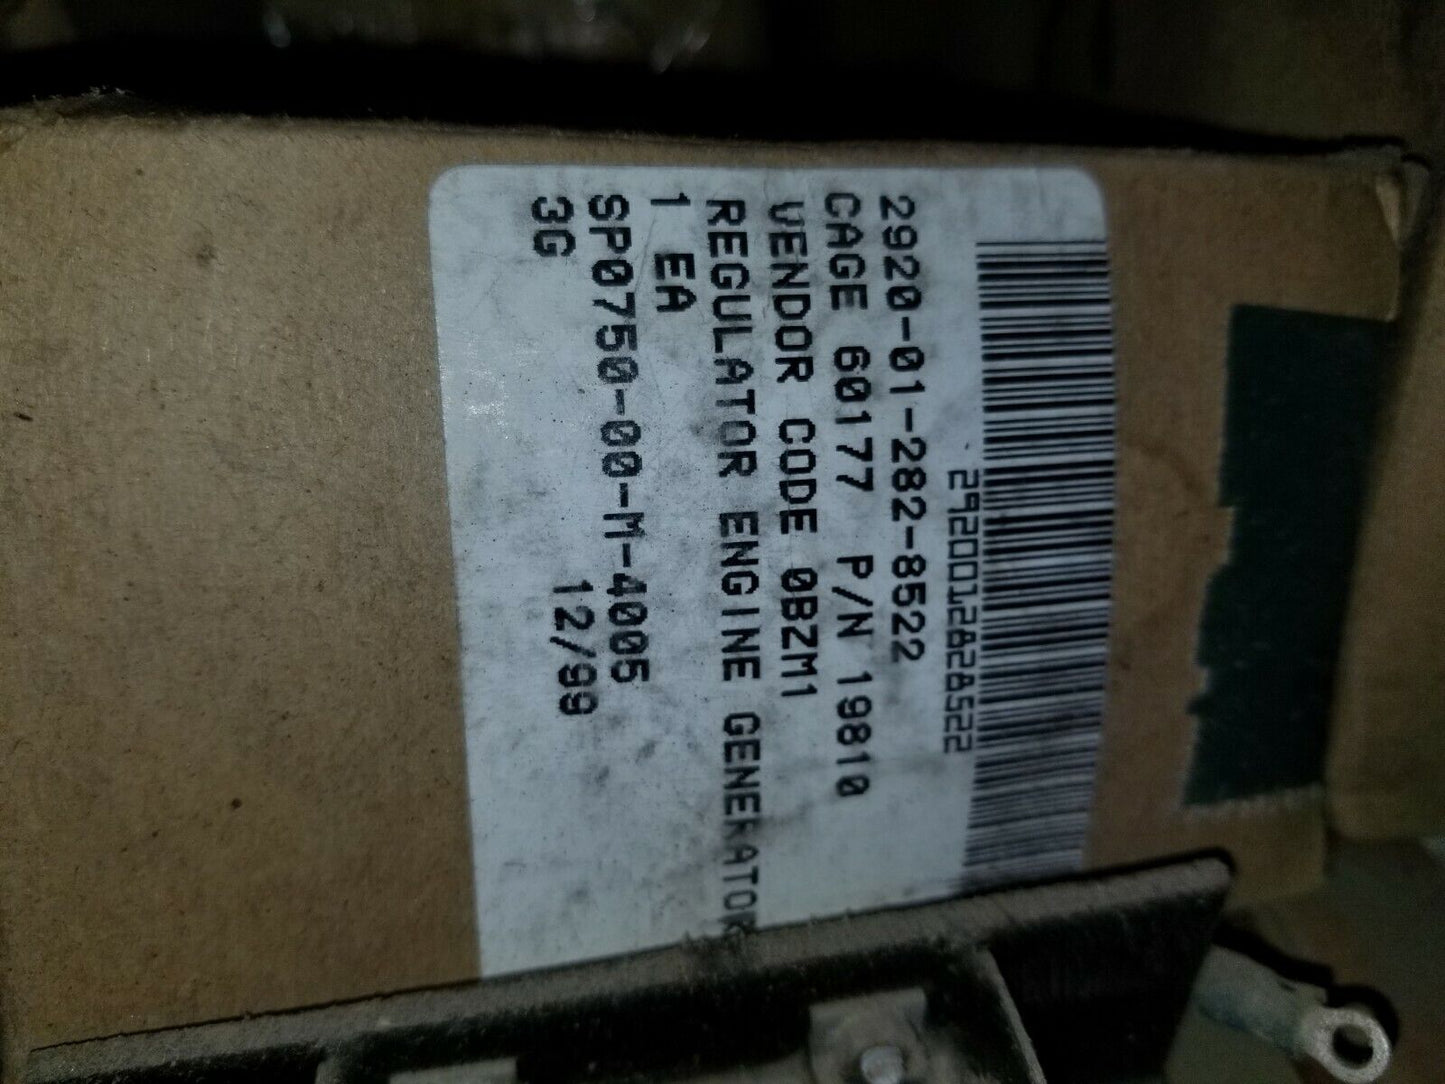 2920012828522
2920-01-282-8522
CAGE 60177 P/N 19810
VENDOR CODE 0BZM1
REGULATOR ENGINE GENERATOR
1 EA
SP0750-00-M-4005
3G 12/99